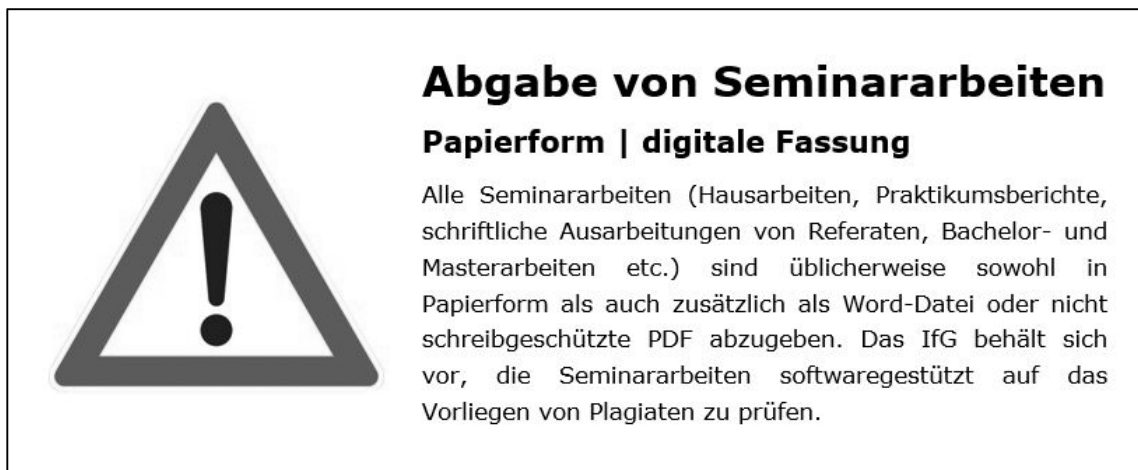 Abgabe von Seminararbeiten
Papierform | digitale Fassung
Alle Seminararbeiten (Hausarbeiten, Praktikumsberichte,
schriftliche Ausarbeitungen von Referaten, Bachelor- und
Masterarbeiten etc.) sind üblicherweise sowohl in
Papierform als auch zusätzlich als Word-Datei oder nicht
schreibgeschützte PDF abzugeben. Das IfG behält sich
vor, die Seminararbeiten softwaregestützt auf das
Vorliegen von Plagiaten zu prüfen.